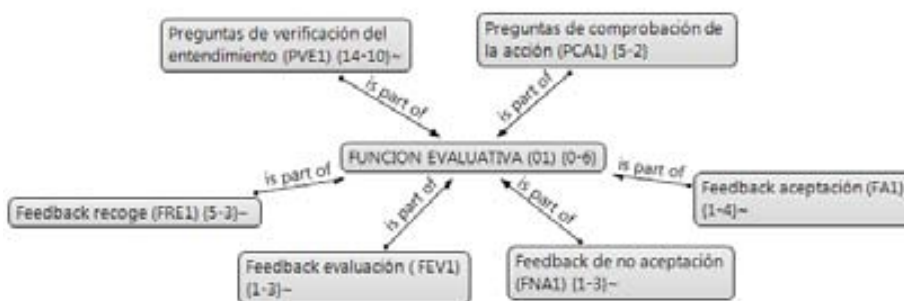 Preguntas de verificación del
entendimiento (PVE1) {14-10}~
Preguntas de comprobación de
la acción (PCA1) {5-2}
is part of
is part of
FUNCION EVALUATIVA (01) {0-6}
is part of
is part of
Feedback aceptación (FA1)
{1-4}~
Feedback recoge (FRE1) {5-3}~
is part of
is part of
Feedback evaluación ( FEV1)
{1-3}~
Feedback de no aceptación
(FNA1) {1-3}~